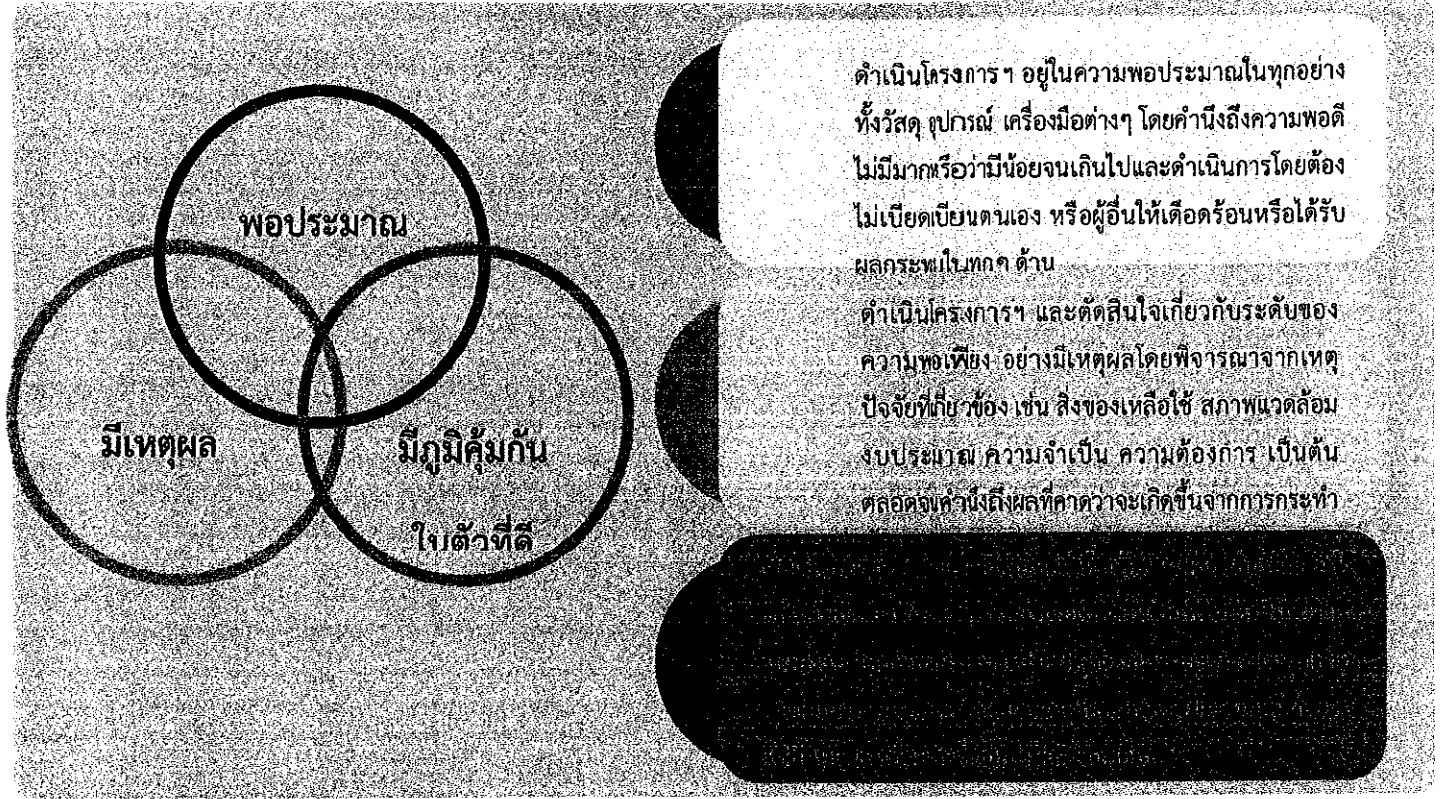 พอประมาณ
มีเหตุผล
มีภูมิคุ้มกัน
ในตัวที่ดี
ดำเนินโครงการฯ อยู่ในความพอประมาณในทุกอย่าง
ทั้งวัสดุ อุปกรณ์ เครื่องมือต่างๆ โดยคำนึงถึงความพอดี
ไม่มีมากหรือว่ามีน้อยจนเกินไปและดำเนินการโดยต้อง
ไม่เบียดเบียนตนเอง หรือผู้อื่นให้เดือดร้อนหรือได้รับ
ผลกระทบในทุกๆ ด้าน
ดำเนินโครงการฯ และตัดสินใจเกี่ยวกับระดับของ
ความพอเพียง อย่างมีเหตุผลโดยพิจารณาจากเหตุ
ปัจจัยที่เกี่ยวข้อง เช่น สิ่งของเหลือใช้ สภาพแวดล้อม
งบประมาณ ความจำเป็น ความต้องการ เป็นต้น
ตลอดจนคำนึงถึงผลที่คาดว่าจะเกิดขึ้นจากการกระทำ